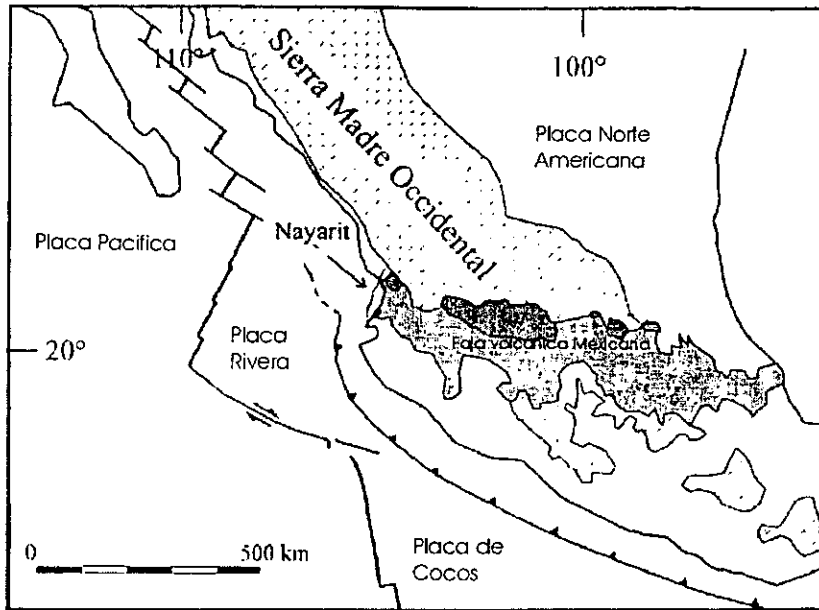 110°
100°
Sierra Madre Occidental
Placa Norte
Americana
Placa Pacifica
Nayarit
20°
Placa
Rivera
Faja volcanica Mexicana
0
500 km
Placa de
Cocos